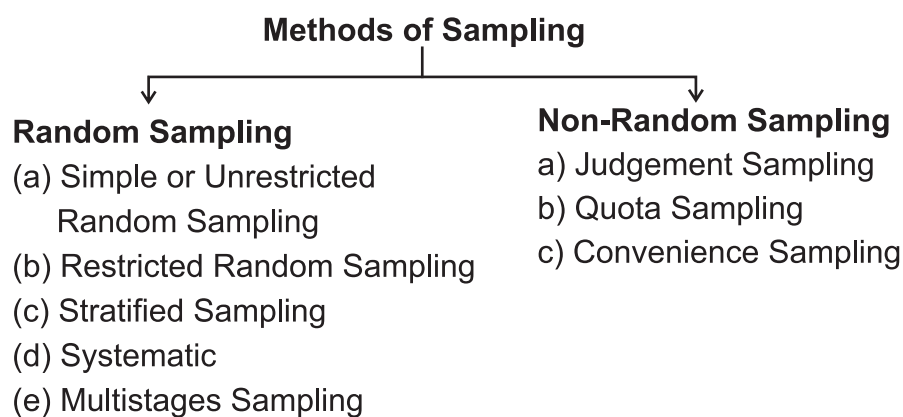 Methods of Sampling
Random Sampling
(a) Simple or Unrestricted
Random Sampling
(b) Restricted Random Sampling
(c) Stratified Sampling
(d) Systematic
(e) Multistages Sampling
Non-Random Sampling
a) Judgement Sampling
b) Quota Sampling
c) Convenience Sampling